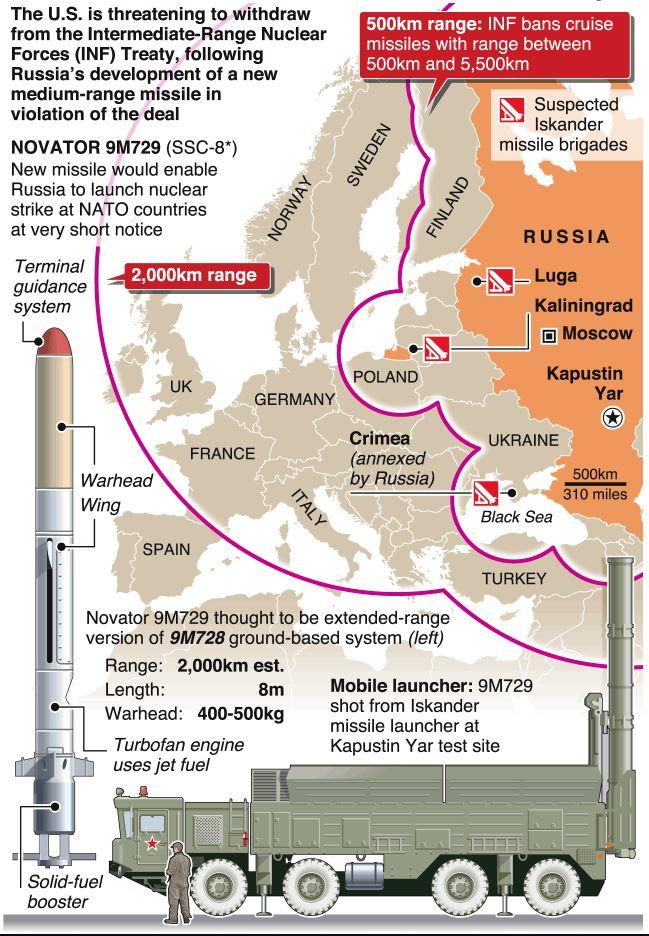 The U.S. is threatening to withdraw
from the Intermediate-Range Nuclear
Forces (INF) Treaty, following
Russia's development of a new
medium-range missile in
violation of the deal
500km range: INF bans cruise
missiles with range between
500km and 5,500km
Suspected
Iskander
missile brigades
NOVATOR 9M729 (SSC-8*)
New missile would enable
Russia to launch nuclear
strike at NATO countries
at very short notice
Terminal
guidance
system
2,000km range
NORWAY
SWEDEN
FINLAND
RUSSIA
Luga
Kaliningrad
Moscow
Kapustin
Yar
UK
GERMANY
POLAND
FRANCE
Crimea
(annexed
by Russia)
UKRAINE
500km
310 miles
Black Sea
ITALY
SPAIN
TURKEY
Warhead
Wing
Novator 9M729 thought to be extended-range
version of 9M728 ground-based system (left)
Range: 2,000km est.
Length: 8m
Warhead: 400-500kg
Mobile launcher: 9M729
shot from Iskander
missile launcher at
Kapustin Yar test site
Turbofan engine
uses jet fuel
Solid-fuel
booster